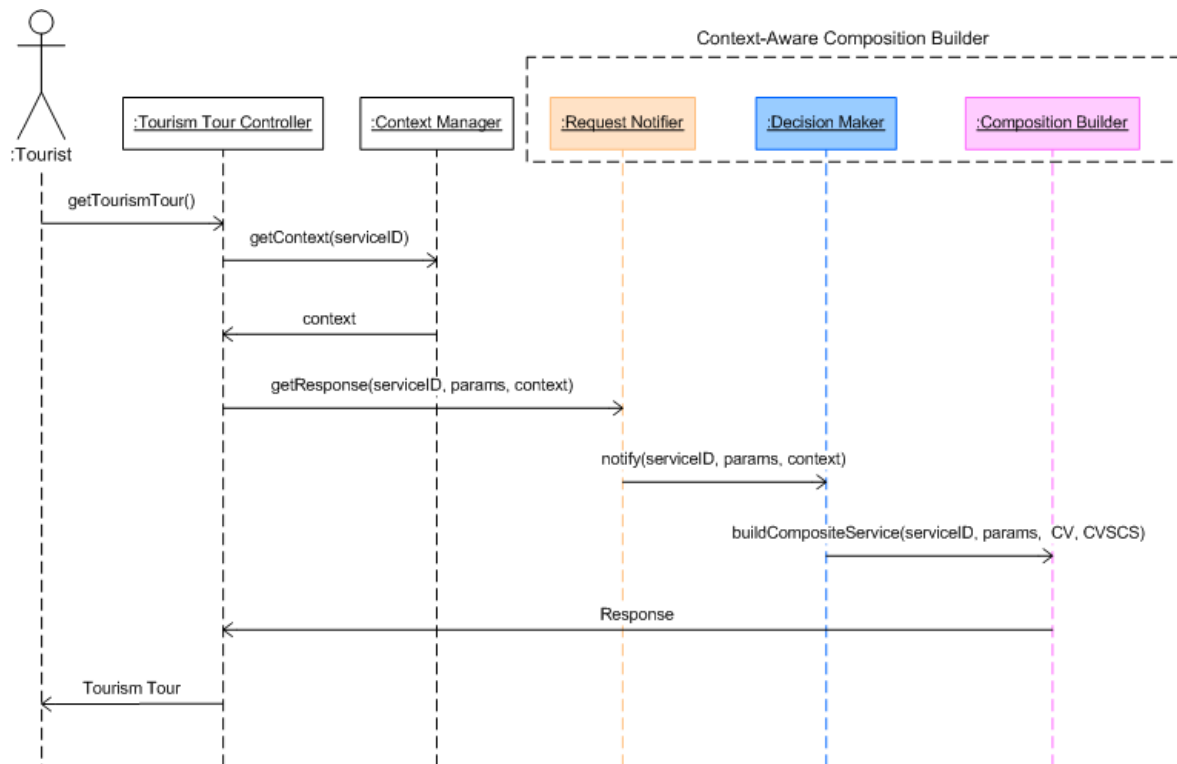 Context-Aware Composition Builder
:Tourist
:Tourism Tour Controller
:Context Manager
:Request Notifier
:Decision Maker
:Composition Builder
getTourismTour()
getContext(serviceID)
context
getResponse(serviceID, params, context)
notify(serviceID, params, context)
buildCompositeService(serviceID, params, CV, CVSCS)
Response
Tourism Tour